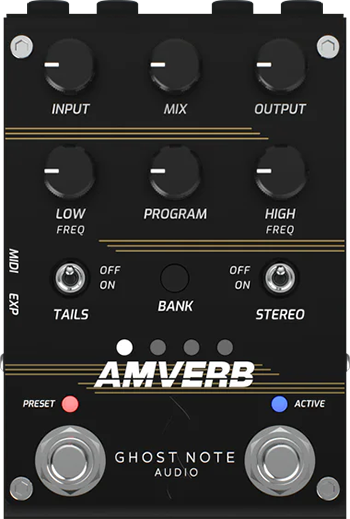 INPUT MIX OUTPUT
LOW PROGRAM HIGH
FREQ FREQ
MIDI
EXP
OFF OFF
ON ON
TAILS BANK STEREO
AMVERB
PRESET ACTIVE
GHOST NOTE
AUDIO